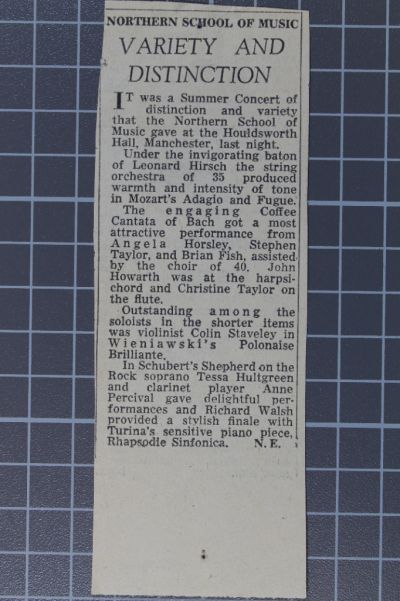 NORTHERN SCHOOL OF MUSIC
VARIETY AND
DISTINCTION
IT was a Summer Concert of
distinction and variety
that the Northern School of
Music gave at the Houldsworth
Hall, Manchester, last night.
Under the invigorating baton
of Leonard Hirsch the string
orchestra of 35 produced
warmth and intensity of tone
in Mozart's Adagio and Fugue.
The engaging Coffee
Cantata of Bach got a most
attractive performance from
Angela Horsley, Stephen
Taylor, and Brian Fish, assisted
by the choir of 40. John
Howarth was at the harpsi-
chord and Christine Taylor on
the flute.
Outstanding among the
soloists in the shorter items
was violinist Colin Staveley in
Wieniawski's Polonaise
Brilliante.
In Schubert's Shepherd on the
Rock soprano Tessa Hultgreen
and clarinet player Anne
Percival gave delightful per-
formances and Richard Walsh
provided a stylish finale with
Turina's sensitive piano piece,
Rhapsodie Sinfonica. N. E.